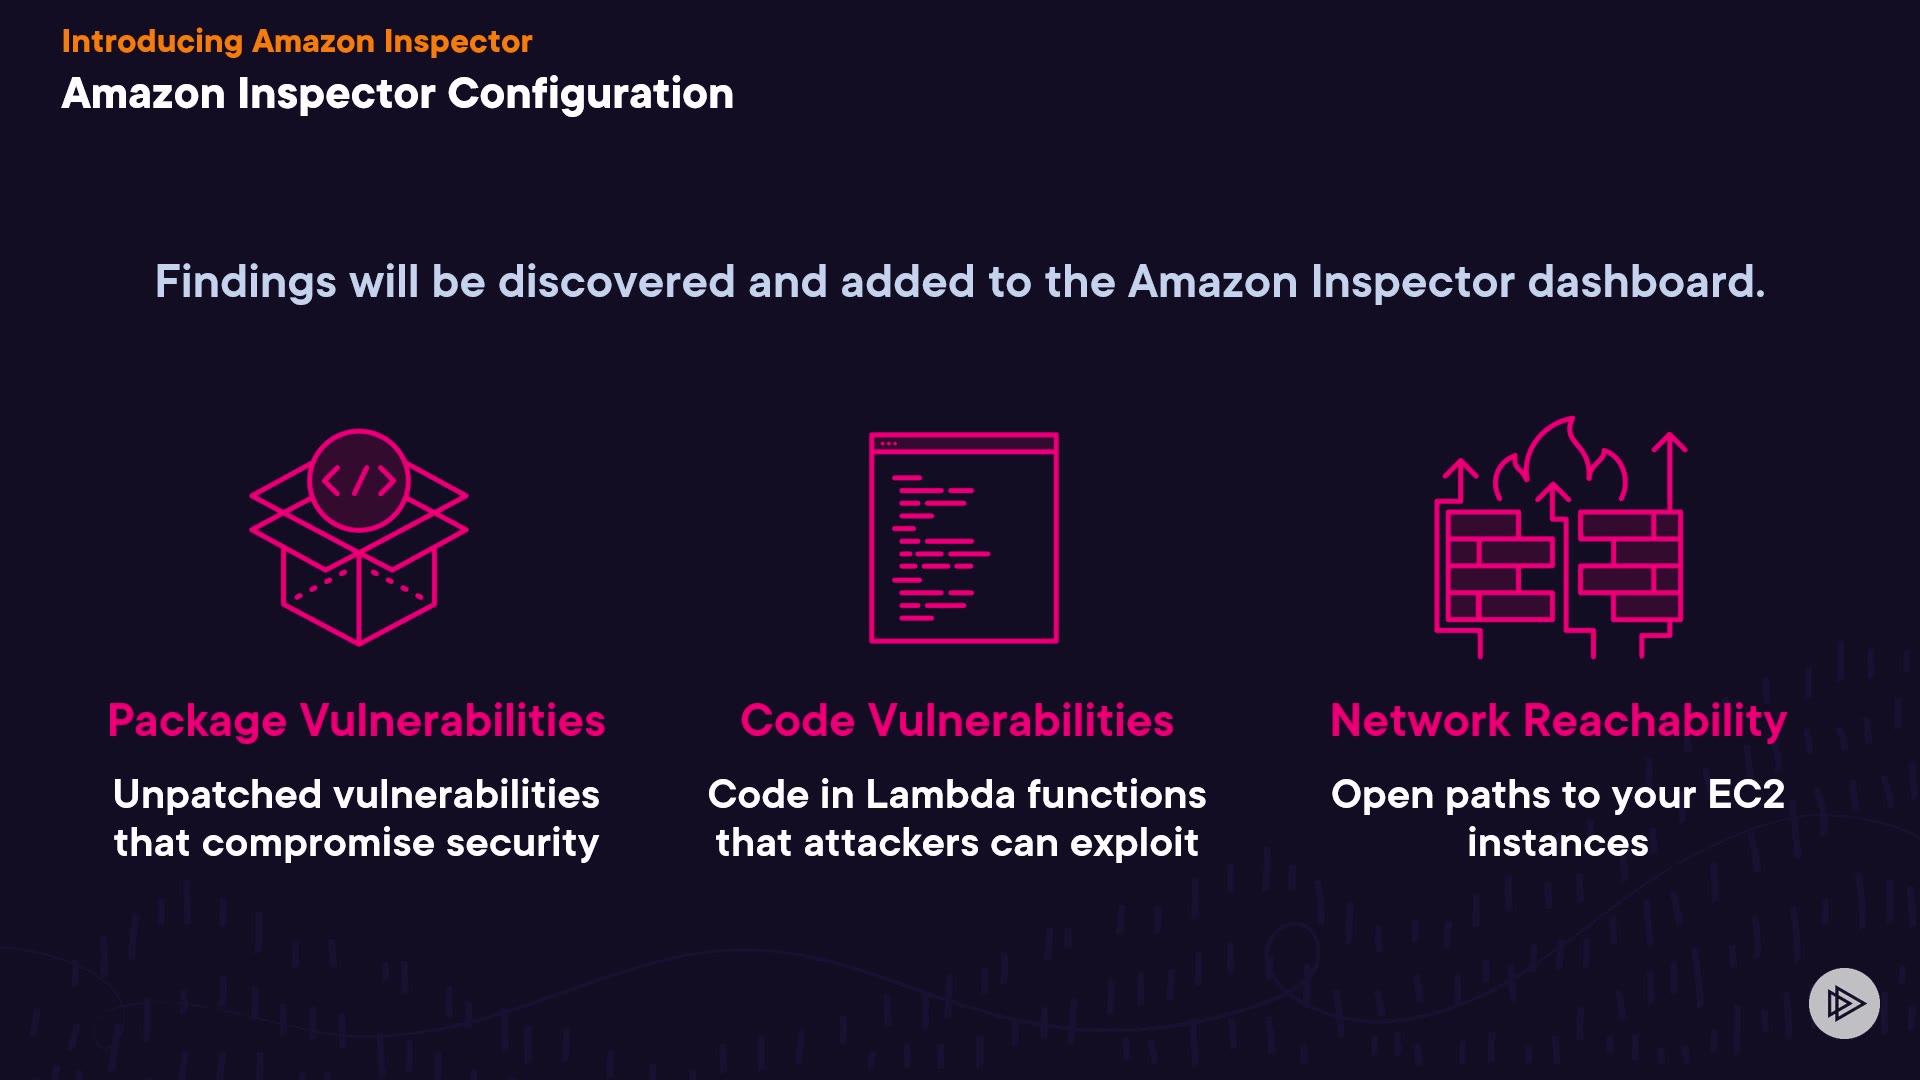 Introducing Amazon Inspector
Amazon Inspector Configuration
Findings will be discovered and added to the Amazon Inspector dashboard.
</>
Package Vulnerabilities
Unpatched vulnerabilities
that compromise security
Code Vulnerabilities
Code in Lambda functions
that attackers can exploit
Network Reachability
Open paths to your EC2
instances